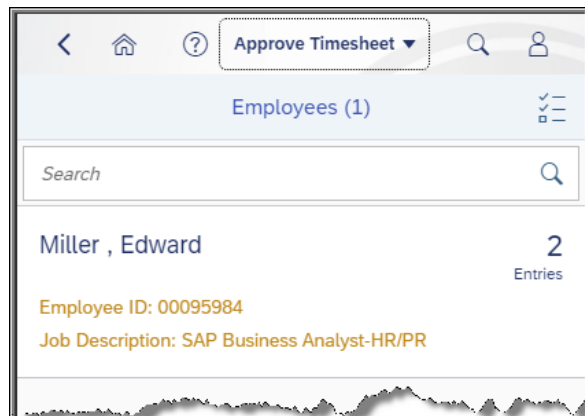 Approve Timesheet
Employees (1)
Search
Miller , Edward
2
Entries
Employee ID: 00095984
Job Description: SAP Business Analyst-HR/PR